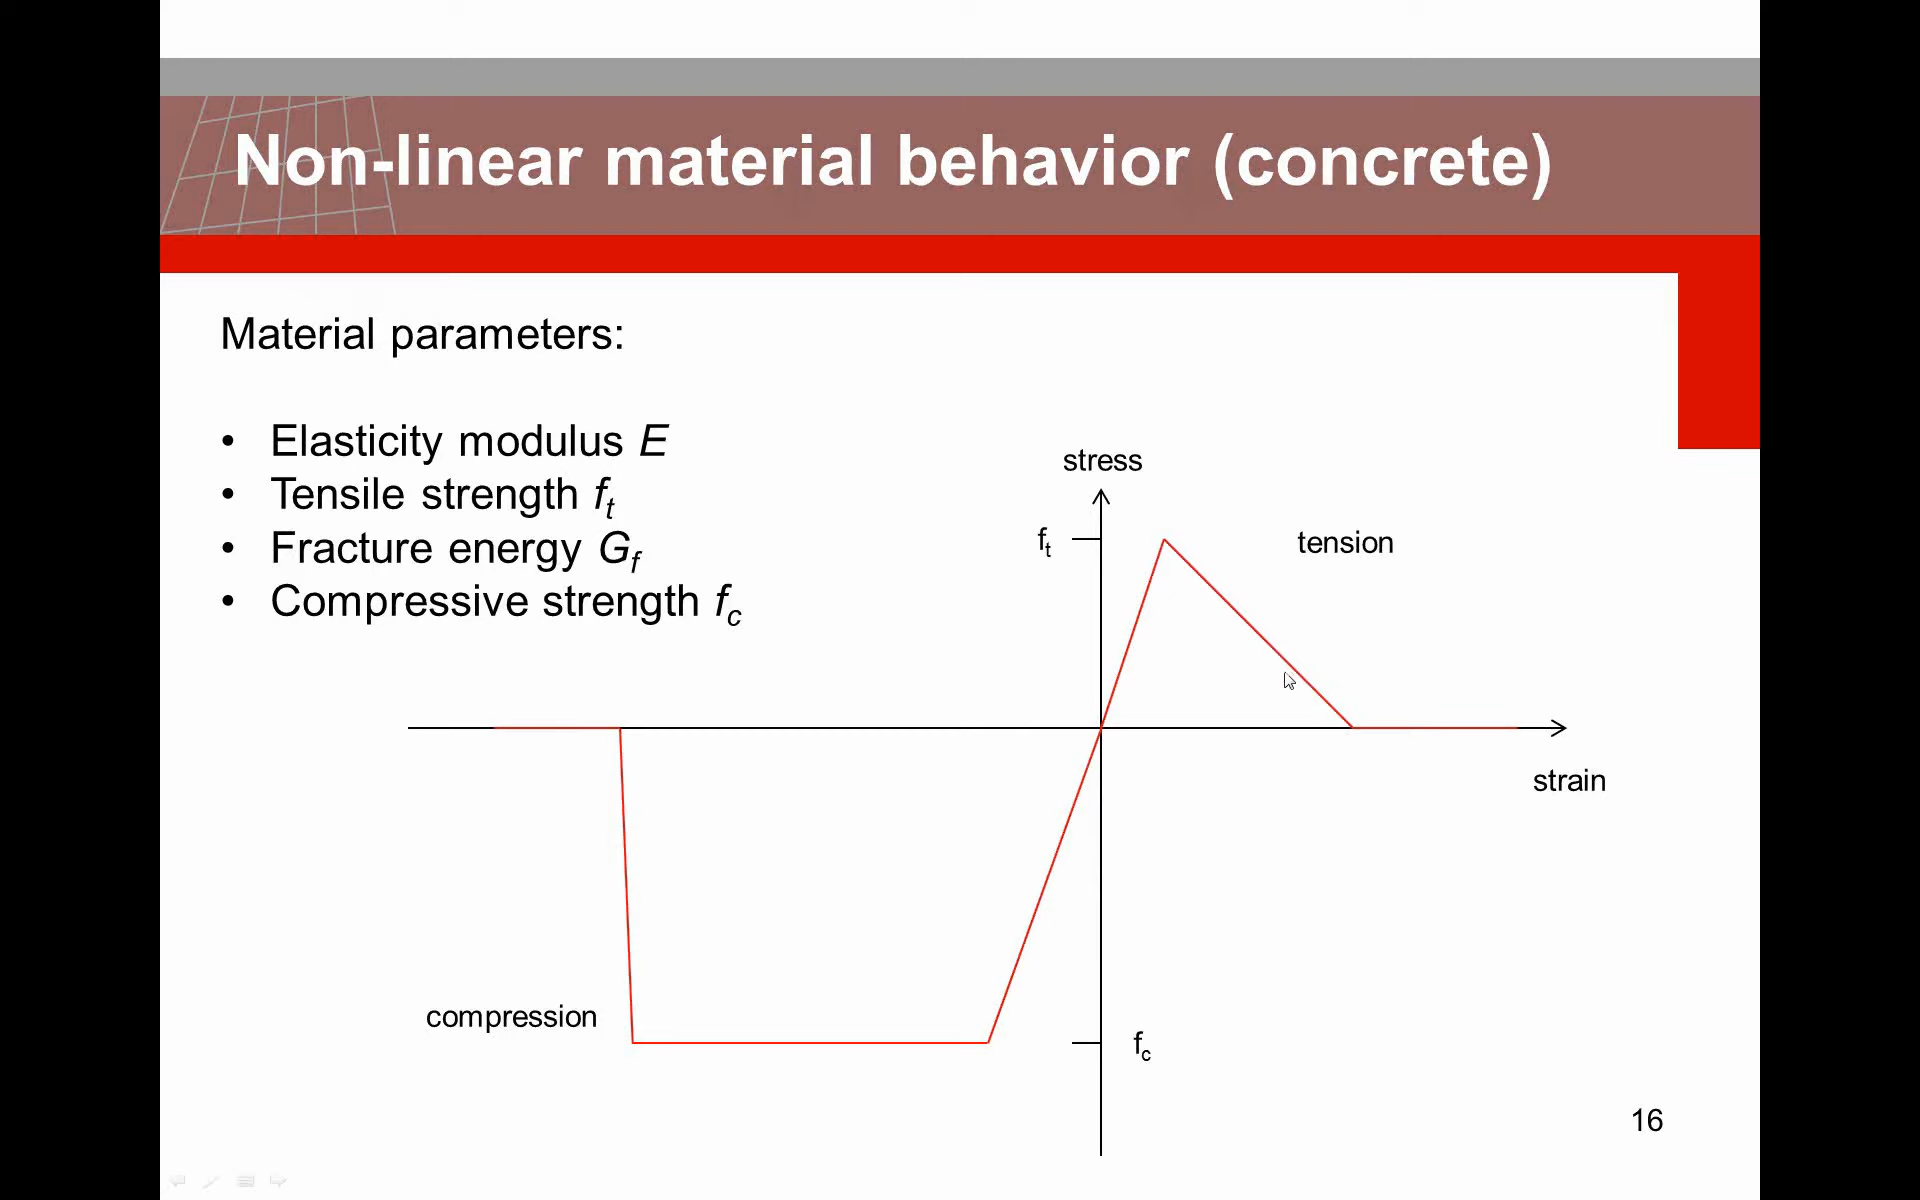 Non-linear material behavior (concrete)
Material parameters:
• Elasticity modulus E
• Tensile strength ft
• Fracture energy Gf
• Compressive strength fc
stress
ft
tension
strain
compression
fc
16